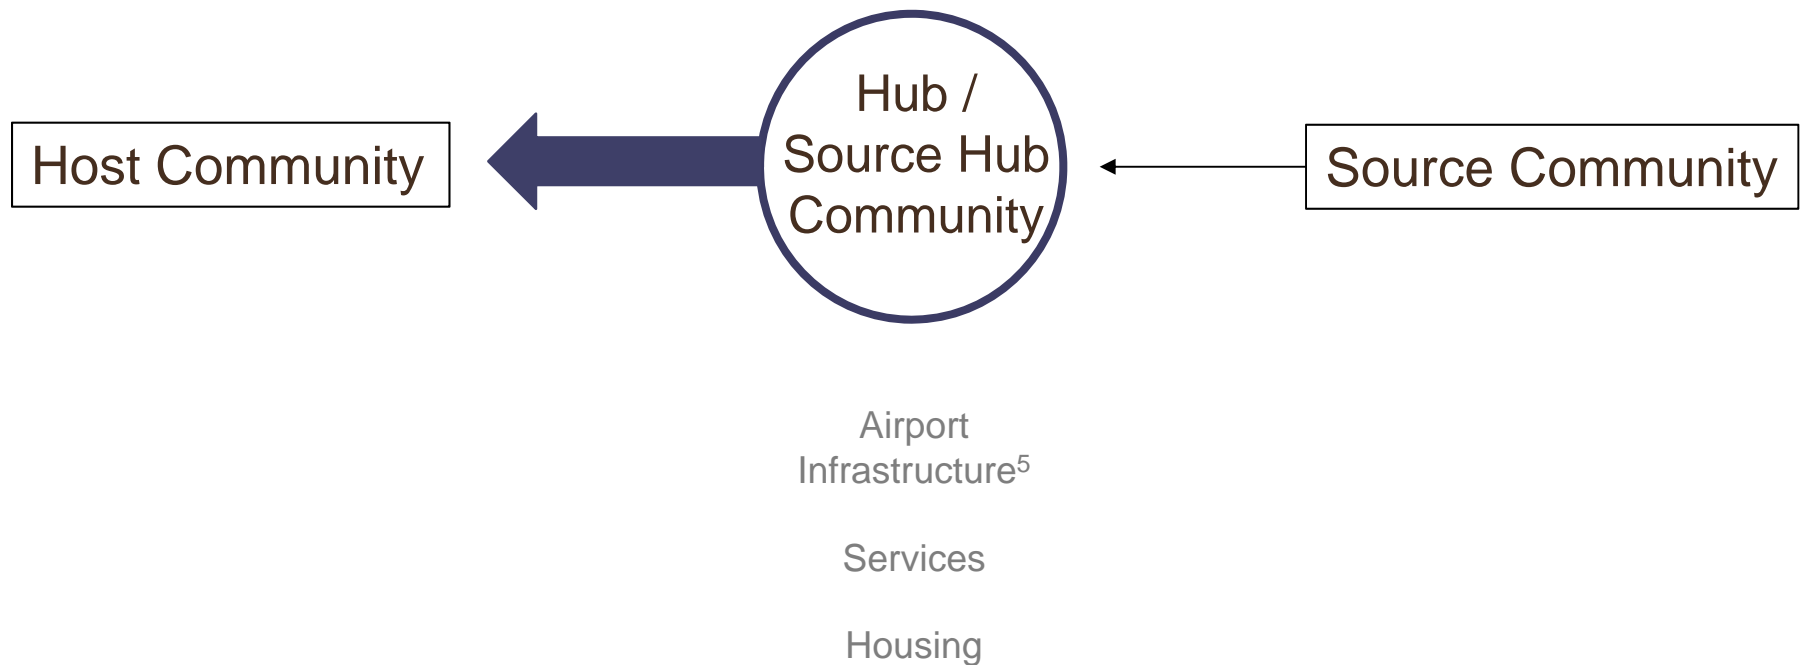 Host Community
Hub /
Source Hub
Community
Source Community
Airport
Infrastructure⁵
Services
Housing